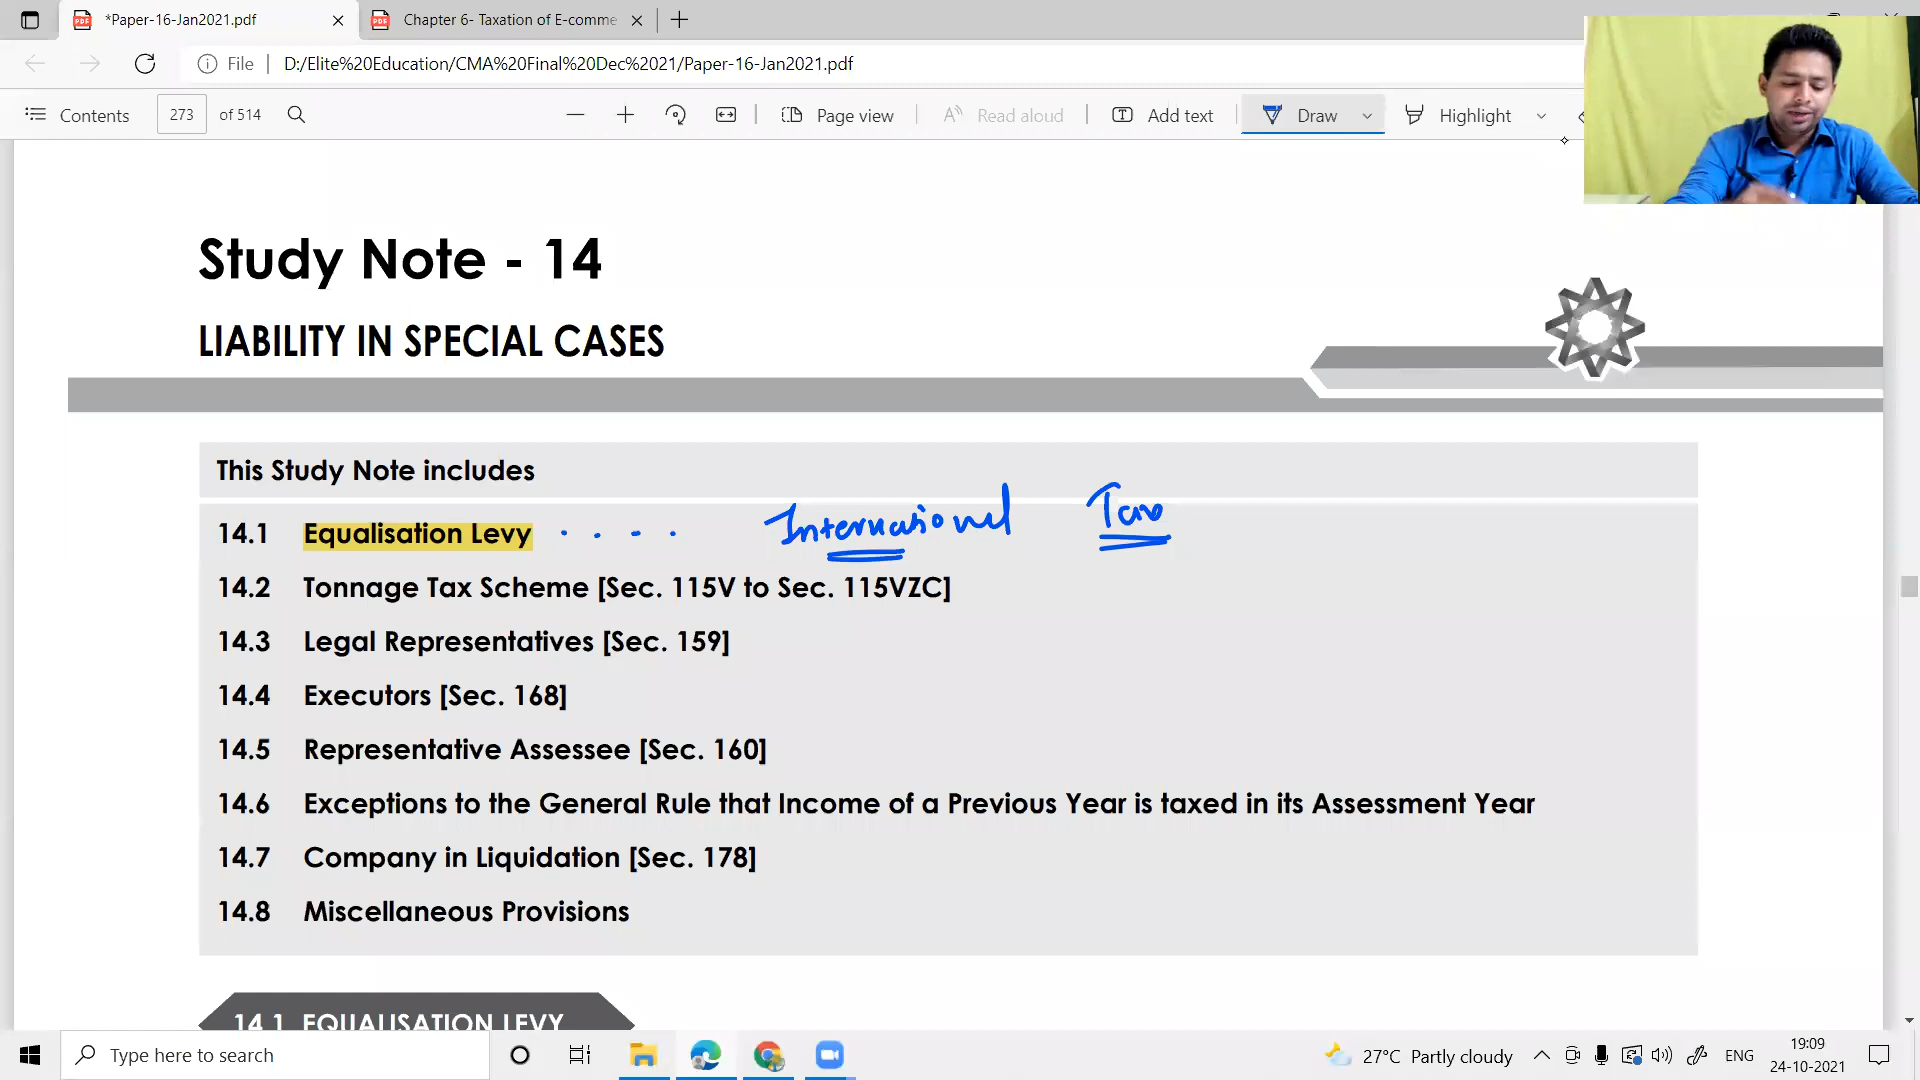 *Paper-16-Jan2021.pdf
Chapter 6- Taxation of E-comme
File
D:/Elite%20Education/CMA%20Final%20Dec%2021/Paper-16-Jan2021.pdf
Contents 273 of 514 Page view Read aloud Add text Draw Highlight
Study Note - 14
LIABILITY IN SPECIAL CASES
This Study Note includes
14.1 Equalisation Levy .... International Tax
14.2 Tonnage Tax Scheme [Sec. 115V to Sec. 115VZC]
14.3 Legal Representatives [Sec. 159]
14.4 Executors [Sec. 168]
14.5 Representative Assessee [Sec. 160]
14.6 Exceptions to the General Rule that Income of a Previous Year is taxed in its Assessment Year
14.7 Company in Liquidation [Sec. 178]
14.8 Miscellaneous Provisions
14.1 EQUALISATION LEVY
Type here to search
27°C Partly cloudy
ENG
19:09
24-10-2021